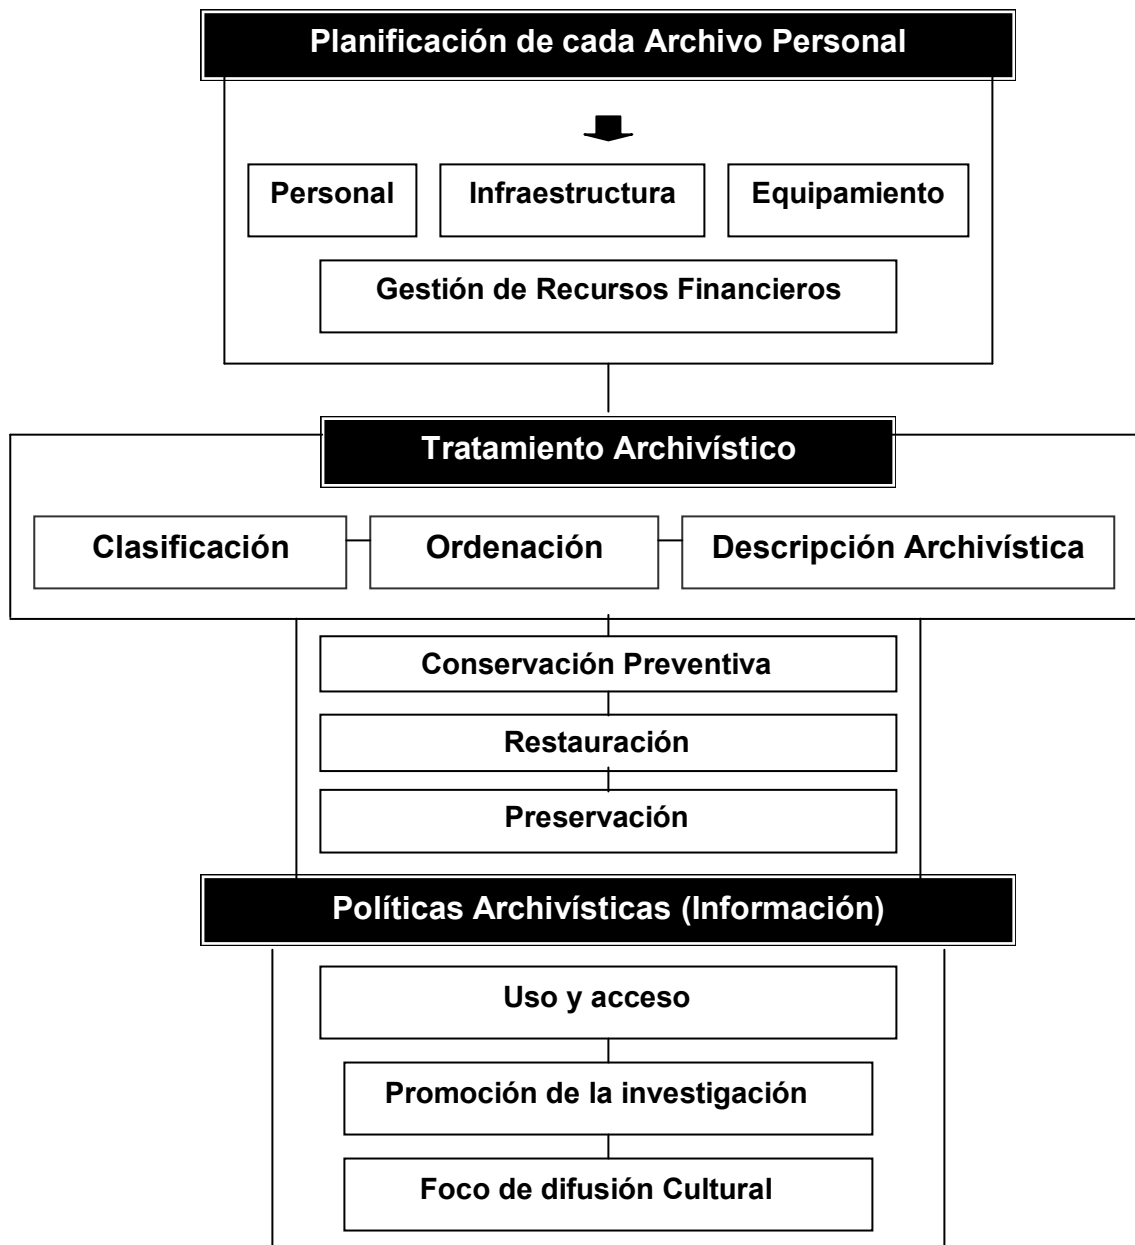 Planificación de cada Archivo Personal
Personal
Infraestructura
Equipamiento
Gestión de Recursos Financieros
Tratamiento Archivístico
Clasificación
Ordenación
Descripción Archivística
Conservación Preventiva
Restauración
Preservación
Políticas Archivísticas (Información)
Uso y acceso
Promoción de la investigación
Foco de difusión Cultural